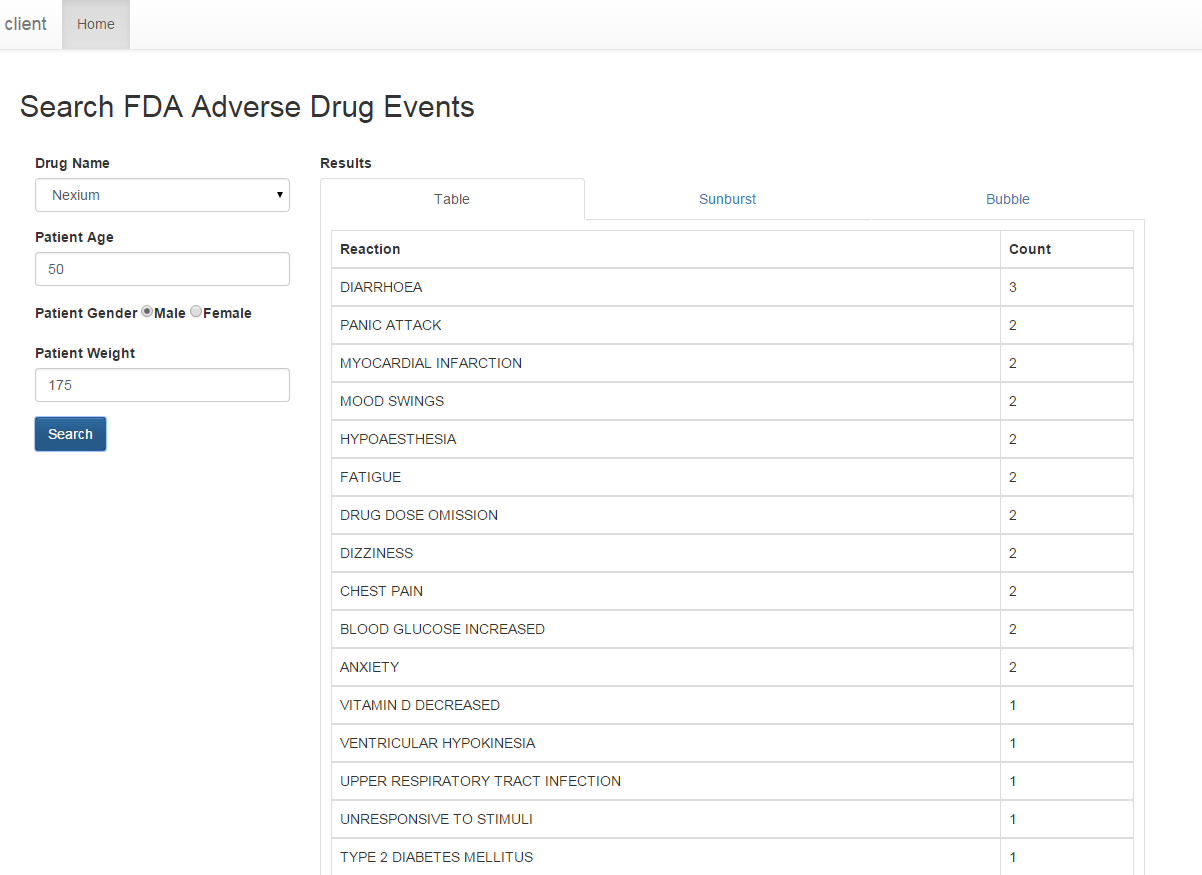 client Home
Search FDA Adverse Drug Events
Drug Name
Nexium
Patient Age
50
Patient Gender Male Female
Patient Weight
175
Search
Results
Table Sunburst Bubble
Reaction Count
DIARRHOEA 3
PANIC ATTACK 2
MYOCARDIAL INFARCTION 2
MOOD SWINGS 2
HYPOAESTHESIA 2
FATIGUE 2
DRUG DOSE OMISSION 2
DIZZINESS 2
CHEST PAIN 2
BLOOD GLUCOSE INCREASED 2
ANXIETY 2
VITAMIN D DECREASED 1
VENTRICULAR HYPOKINESIA 1
UPPER RESPIRATORY TRACT INFECTION 1
UNRESPONSIVE TO STIMULI 1
TYPE 2 DIABETES MELLITUS 1